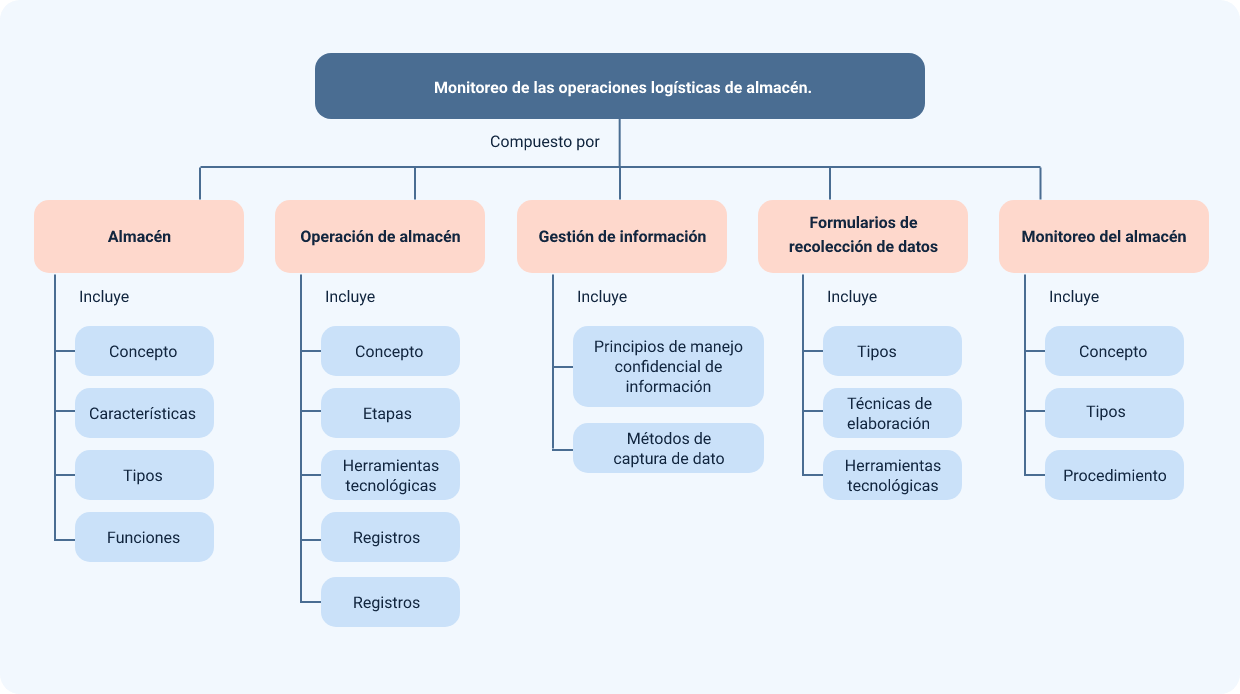 Monitoreo de las operaciones logísticas de almacén.
Compuesto por
Almacén
Incluye
Concepto
Características
Tipos
Funciones
Operación de almacén
Incluye
Concepto
Etapas
Herramientas
tecnológicas
Registros
Registros
Gestión de información
Incluye
Principios de manejo
confidencial de
información
Métodos de
captura de dato
Formularios de
recolección de datos
Incluye
Tipos
Técnicas de
elaboración
Herramientas
tecnológicas
Monitoreo del almacén
Incluye
Concepto
Tipos
Procedimiento